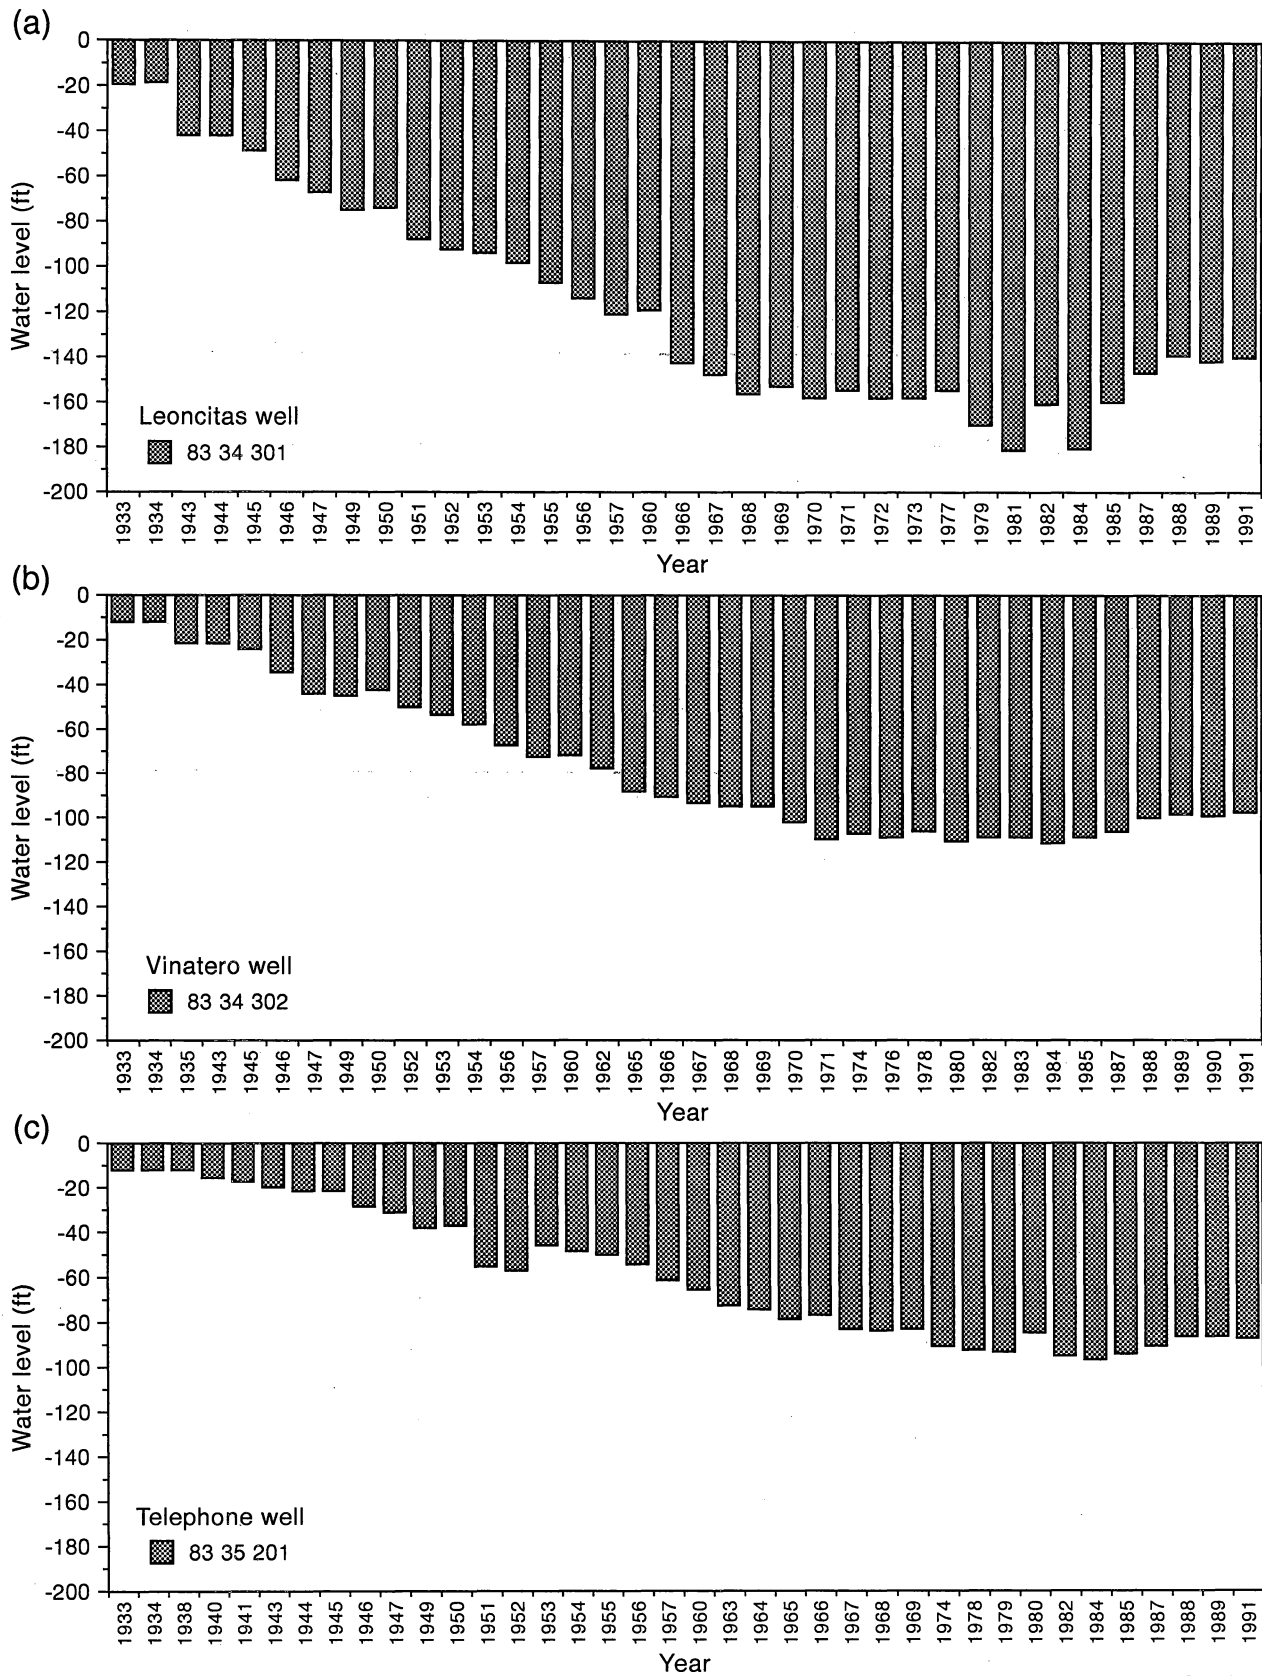 (a)
0
-20
-40
-60
-80
-100
-120
-140
-160
-180
-200
Water level (ft)
Leoncitas well
83 34 301
1933 1934 1943 1944 1945 1946 1947 1949 1950 1951 1952 1953 1954 1955 1956 1957 1960 1966 1967 1968 1969 1970 1971 1972 1973 1977 1979 1981 1982 1984 1985 1987 1988 1989 1991
Year
(b)
0
-20
-40
-60
-80
-100
-120
-140
-160
-180
-200
Water level (ft)
Vinatero well
83 34 302
1933 1934 1935 1943 1945 1946 1947 1949 1950 1952 1953 1954 1956 1957 1960 1962 1965 1966 1967 1968 1969 1970 1971 1974 1976 1978 1980 1982 1983 1984 1985 1987 1988 1989 1990 1991
Year
(c)
0
-20
-40
-60
-80
-100
-120
-140
-160
-180
-200
Water level (ft)
Telephone well
83 35 201
1933 1934 1938 1940 1941 1943 1944 1945 1946 1947 1949 1950 1951 1952 1953 1954 1955 1956 1957 1960 1963 1964 1965 1966 1967 1968 1969 1974 1978 1979 1980 1982 1984 1985 1987 1988 1989 1991
Year